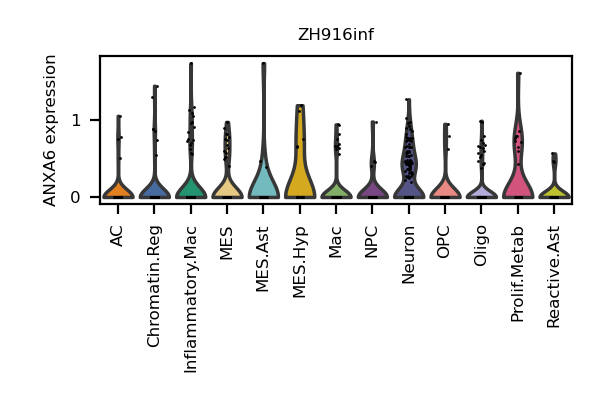 ZH916inf
ANXA6 expression
1
0
AC
Chromatin.Reg
Inflammatory.Mac
MES
MES.Ast
MES.Hyp
Mac
NPC
Neuron
OPC
Oligo
Prolif.Metab
Reactive.Ast